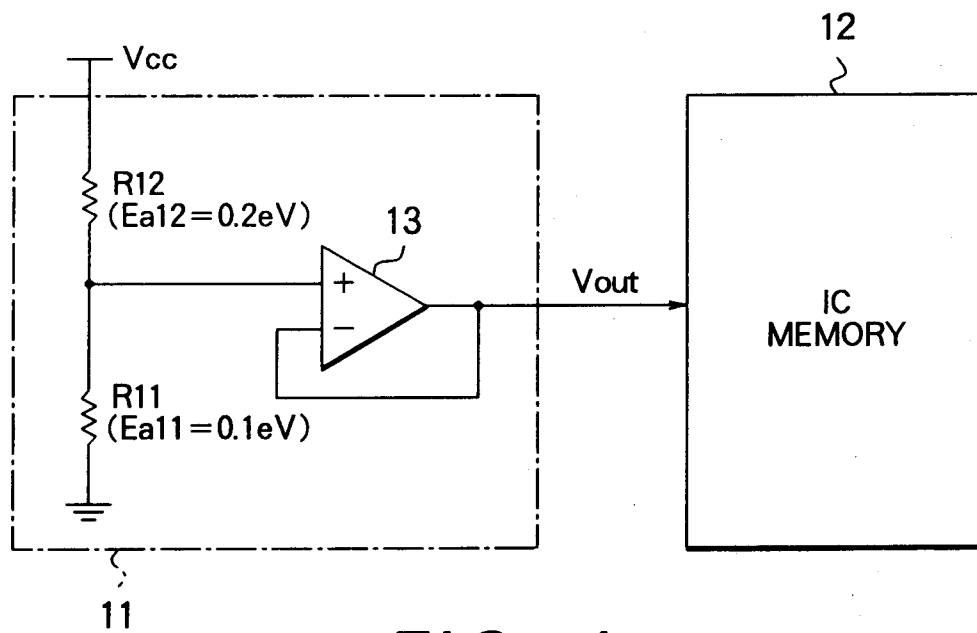 12
Vcc
R12
(Ea12=0.2eV)
13
+
−
Vout
IC
MEMORY
R11
(Ea11=0.1eV)
11